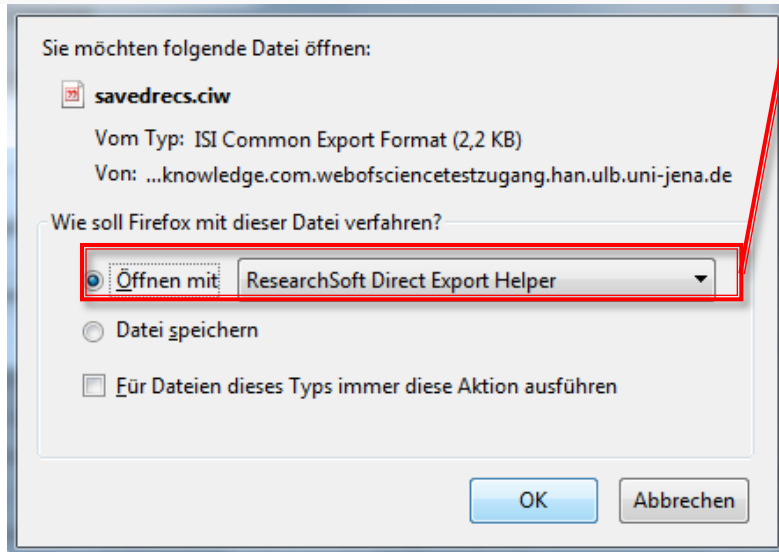 Sie möchten folgende Datei öffnen:
savedrecs.ciw
Vom Typ: ISI Common Export Format (2,2 KB)
Von: ...knowledge.com.webofsciencetestzugang.han.ulb.uni-jena.de
Wie soll Firefox mit dieser Datei verfahren?
Öffnen mit ResearchSoft Direct Export Helper
Datei speichern
Für Dateien dieses Typs immer diese Aktion ausführen
OK Abbrechen